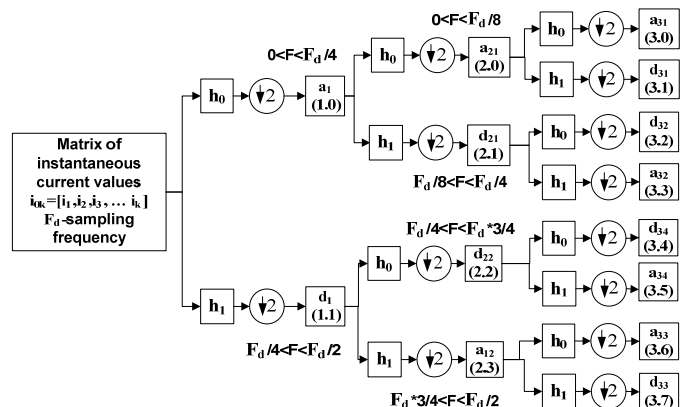 Matrix of
instantaneous
current values
i0k=[i1,i2,i3, ... ik]
Fd-sampling
frequency
h0
↓2
0<F<Fd/4
a1
(1.0)
h0
↓2
0<F<Fd/8
a21
(2.0)
h0
↓2
a31
(3.0)
h1
↓2
d31
(3.1)
h1
↓2
d21
(2.1)
Fd/8<F<Fd/4
h0
↓2
d32
(3.2)
h1
↓2
a32
(3.3)
h1
↓2
d1
(1.1)
Fd/4<F<Fd/2
h0
↓2
Fd/4<F<Fd*3/4
d22
(2.2)
h0
↓2
d34
(3.4)
h1
↓2
a34
(3.5)
h1
↓2
a12
(2.3)
Fd*3/4<F<Fd/2
h0
↓2
a33
(3.6)
h1
↓2
d33
(3.7)